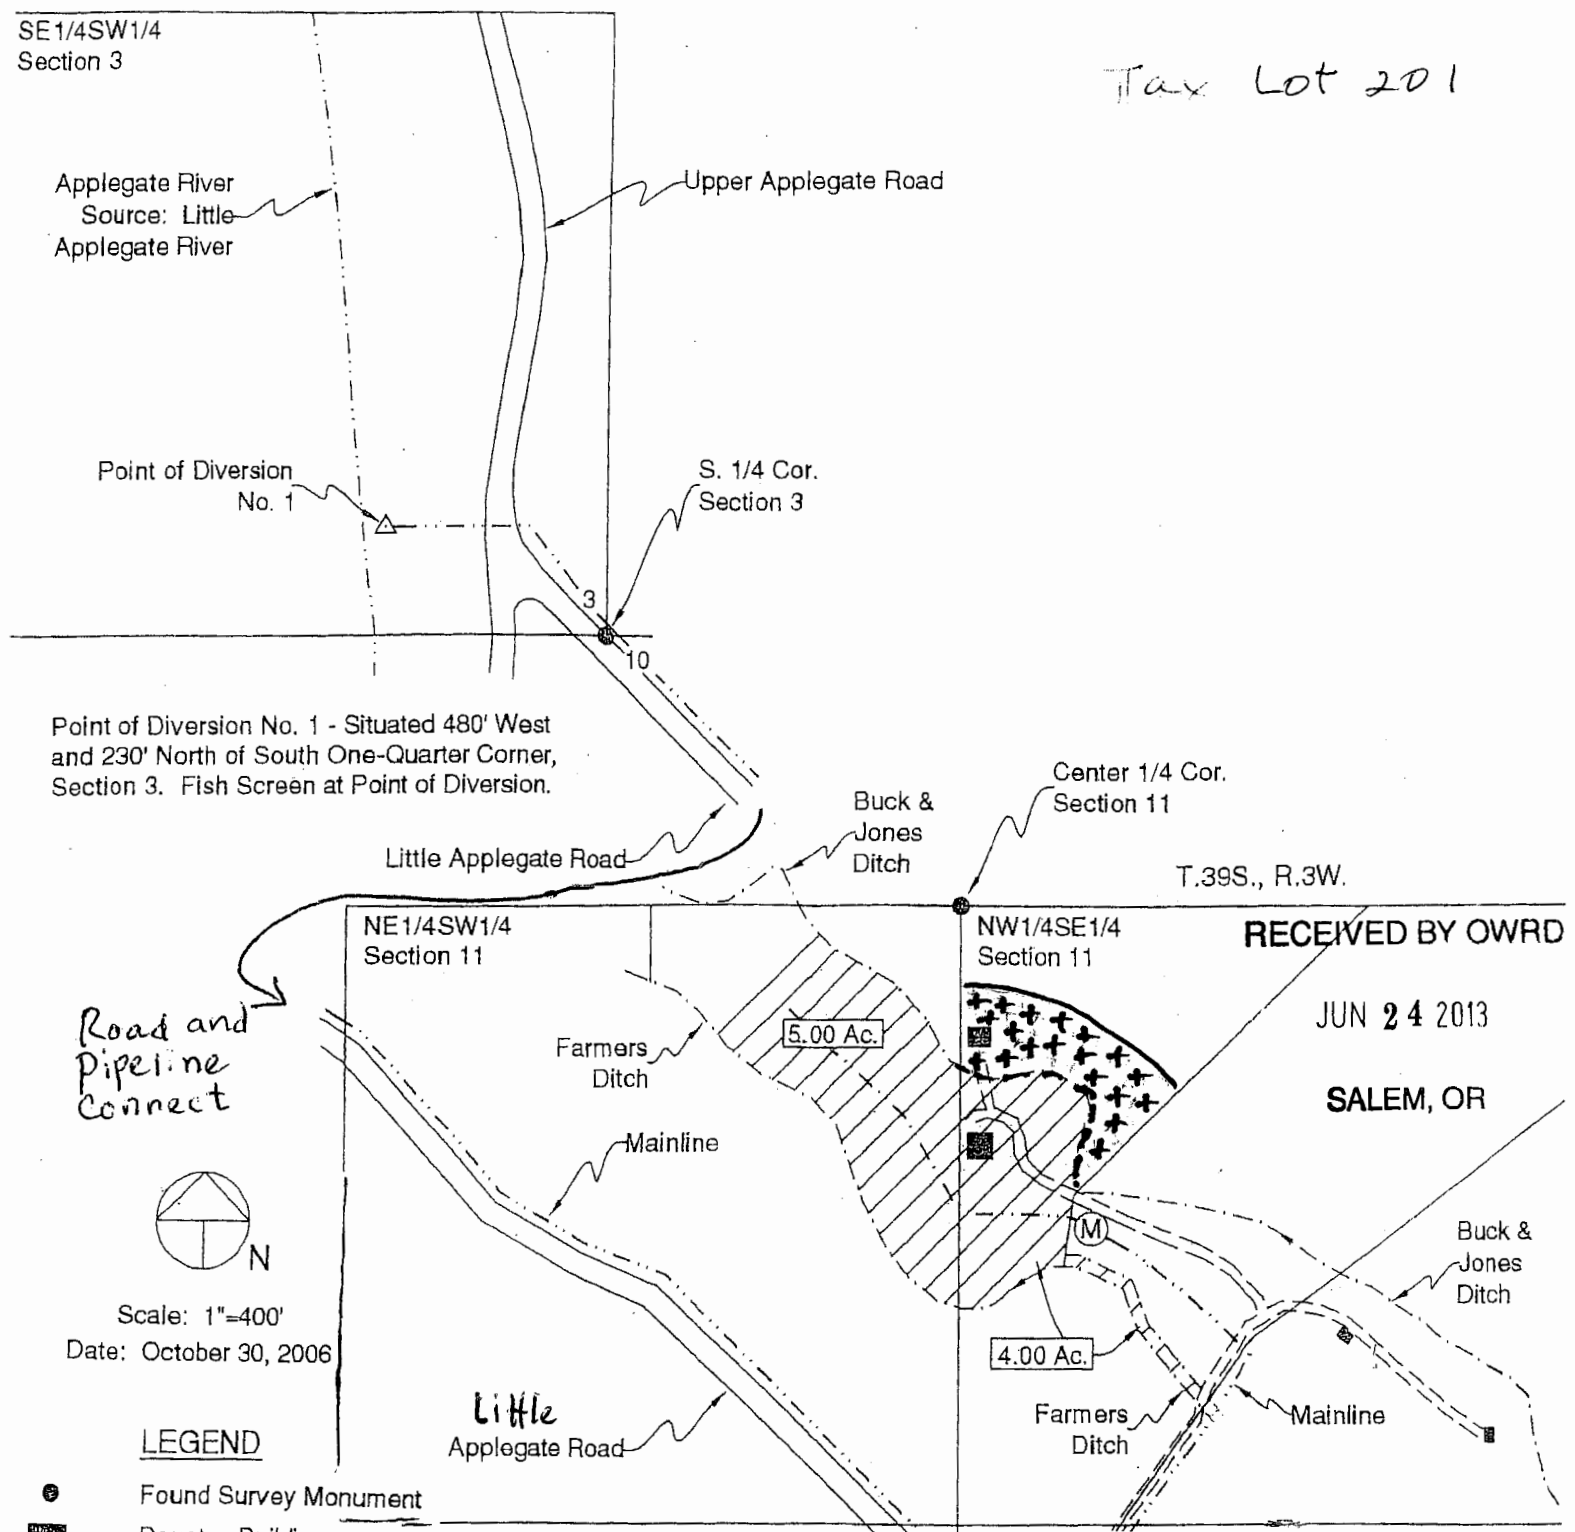 SE1/4SW1/4
Section 3
Tax Lot 201
Applegate River
Source: Little
Applegate River
Upper Applegate Road
Point of Diversion
No. 1
S. 1/4 Cor.
Section 3
3
10
Point of Diversion No. 1 - Situated 480' West
and 230' North of South One-Quarter Corner,
Section 3. Fish Screen at Point of Diversion.
Center 1/4 Cor.
Section 11
Buck &
Jones
Ditch
Little Applegate Road
T.39S., R.3W.
NE1/4SW1/4
Section 11
NW1/4SE1/4
Section 11
RECEIVED BY OWRD
JUN 24 2013
SALEM, OR
Road and
Pipeline
Connect
5.00 Ac.
Farmers
Ditch
Mainline
N
M
Buck &
Jones
Ditch
Scale: 1"=400'
Date: October 30, 2006
4.00 Ac.
Little
Applegate Road
Farmers
Ditch
Mainline
LEGEND
Found Survey Monument